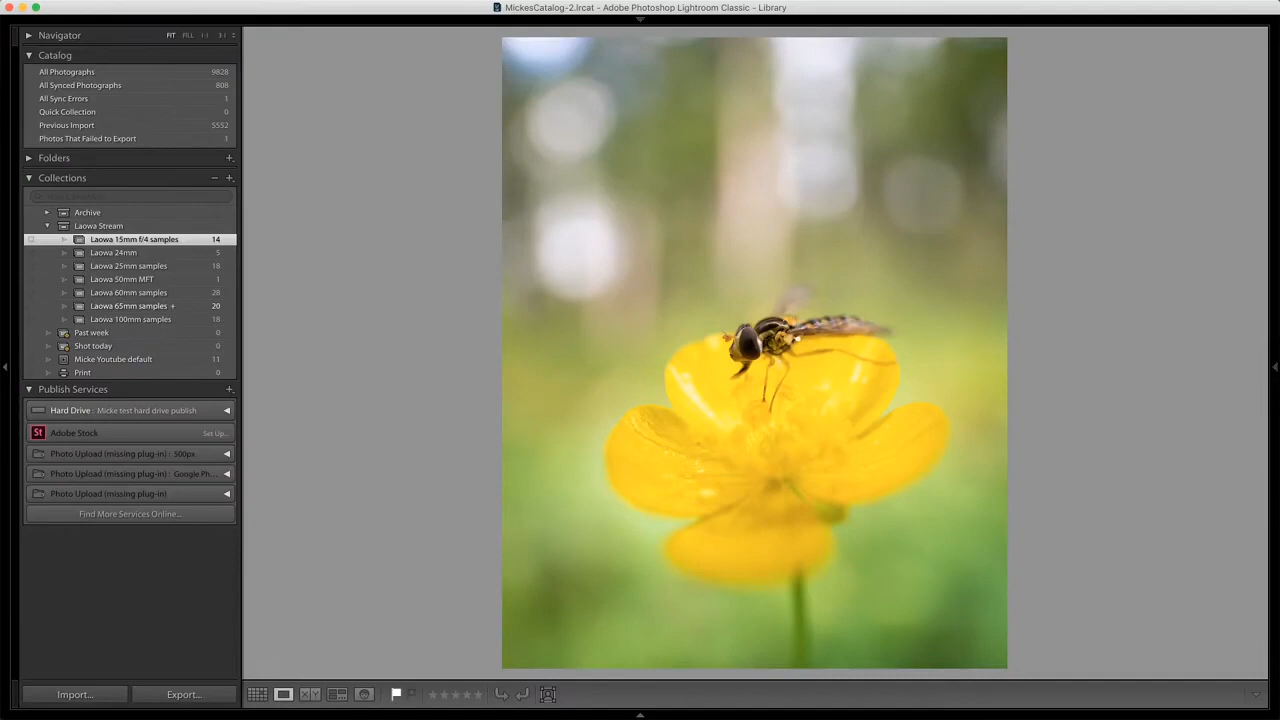 MickesCatalog-2.lrcat - Adobe Photoshop Lightroom Classic - Library
Navigator FIT FILL 1:1 3:1
Catalog
All Photographs 9828
All Synced Photographs 808
All Sync Errors 1
Quick Collection 0
Previous Import 5552
Photos That Failed to Export 1
Folders +
Collections − +
Archive
Laowa Stream
Laowa 15mm f/4 samples 14
Laowa 24mm 5
Laowa 25mm samples 18
Laowa 50mm MFT 1
Laowa 60mm samples 28
Laowa 65mm samples + 20
Laowa 100mm samples 18
Past week 0
Shot today 0
Micke Youtube default 11
Print 0
Publish Services +
Hard Drive : Micke test hard drive publish
St Adobe Stock Set Up...
Photo Upload (missing plug-in) : 500px
Photo Upload (missing plug-in) : Google Ph...
Photo Upload (missing plug-in)
Find More Services Online...
Import... Export... X Y